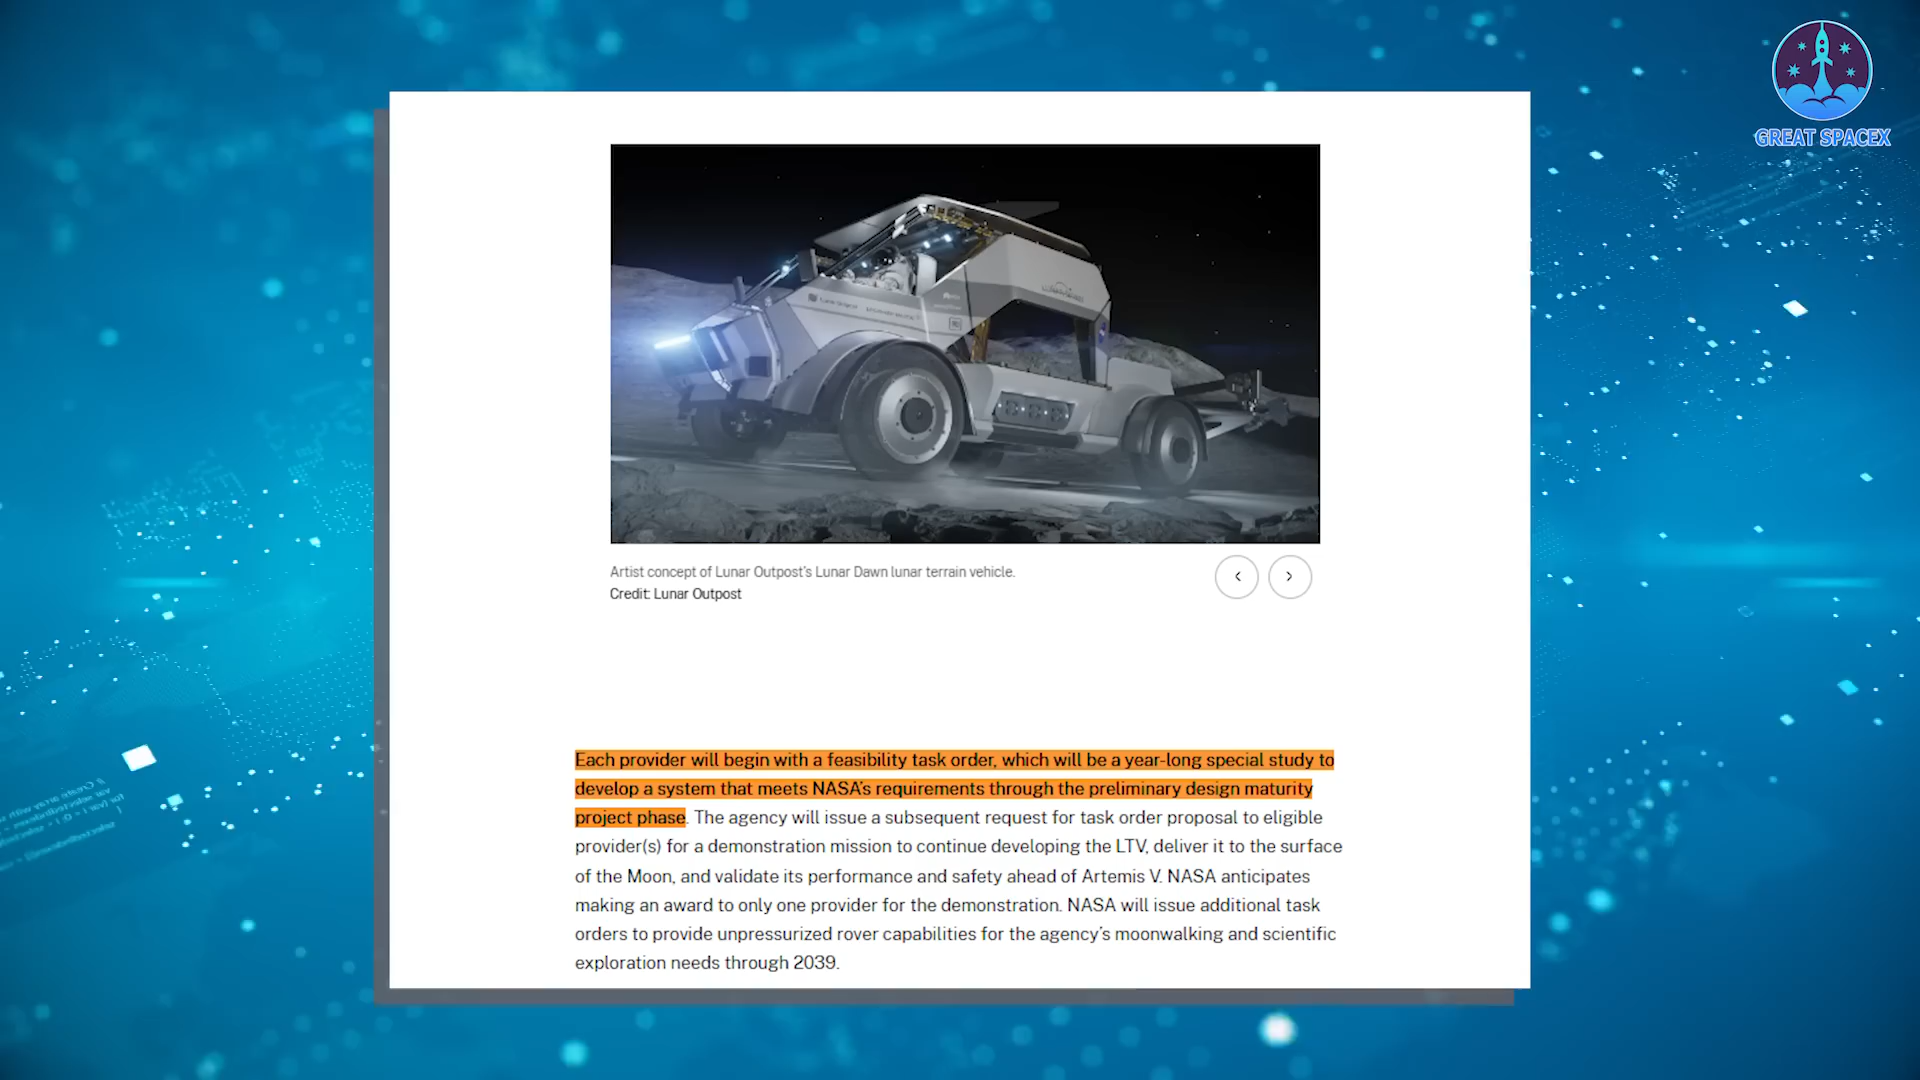 GREAT SPACEX
Artist concept of Lunar Outpost's Lunar Dawn lunar terrain vehicle.
Credit: Lunar Outpost
Each provider will begin with a feasibility task order, which will be a year-long special study to
develop a system that meets NASA's requirements through the preliminary design maturity
project phase. The agency will issue a subsequent request for task order proposal to eligible
provider(s) for a demonstration mission to continue developing the LTV, deliver it to the surface
of the Moon, and validate its performance and safety ahead of Artemis V. NASA anticipates
making an award to only one provider for the demonstration. NASA will issue additional task
orders to provide unpressurized rover capabilities for the agency's moonwalking and scientific
exploration needs through 2039.